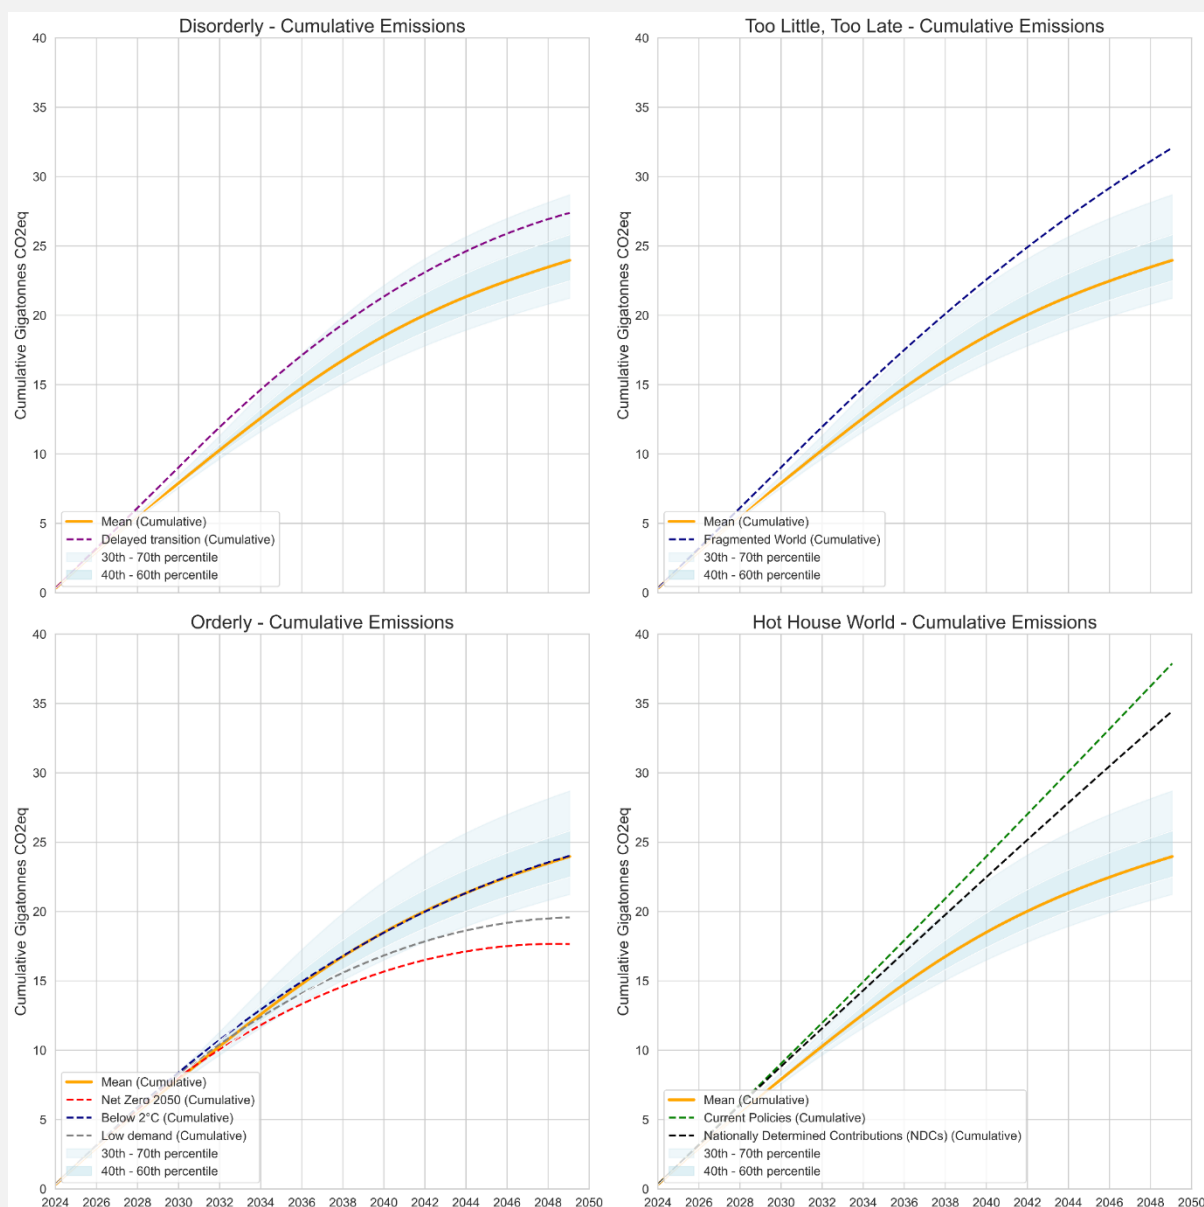 Disorderly - Cumulative Emissions
40
35
30
25
20
15
10
5
0
Cumulative Gigatonnes CO2eq
Mean (Cumulative)
Delayed transition (Cumulative)
30th - 70th percentile
40th - 60th percentile
Too Little, Too Late - Cumulative Emissions
40
35
30
25
20
15
10
5
0
Cumulative Gigatonnes CO2eq
Mean (Cumulative)
Fragmented World (Cumulative)
30th - 70th percentile
40th - 60th percentile
Orderly - Cumulative Emissions
40
35
30
25
20
15
10
5
0
Cumulative Gigatonnes CO2eq
Mean (Cumulative)
Net Zero 2050 (Cumulative)
Below 2°C (Cumulative)
Low demand (Cumulative)
30th - 70th percentile
40th - 60th percentile
2024 2026 2028 2030 2032 2034 2036 2038 2040 2042 2044 2046 2048 2050
Hot House World - Cumulative Emissions
40
35
30
25
20
15
10
5
0
Cumulative Gigatonnes CO2eq
Mean (Cumulative)
Current Policies (Cumulative)
Nationally Determined Contributions (NDCs) (Cumulative)
30th - 70th percentile
40th - 60th percentile
2024 2026 2028 2030 2032 2034 2036 2038 2040 2042 2044 2046 2048 2050